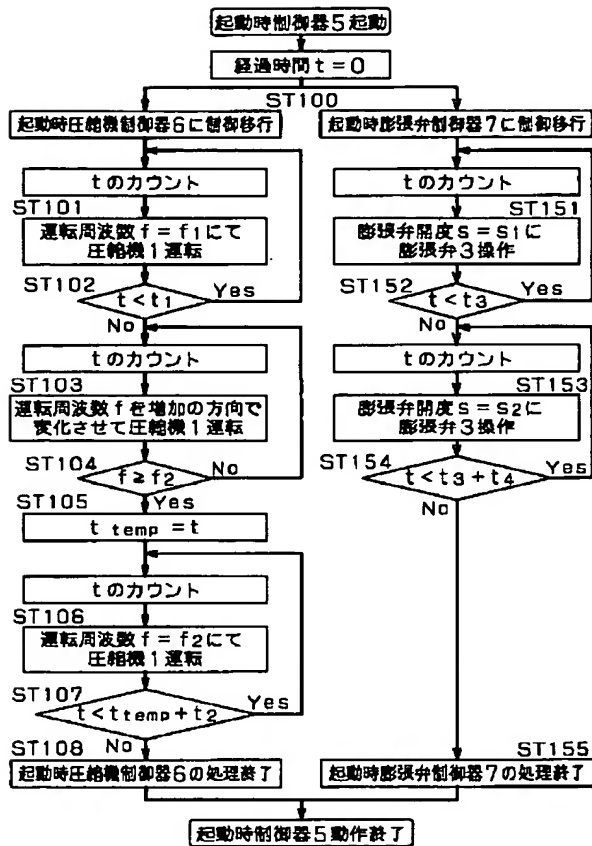 起動時制御器5起動
経過時間t=0
ST100
起動時圧縮機制御器6に制御移行
起動時膨張弁制御器7に制御移行
tのカウント
ST101
運転周波数f=f1にて
圧縮機1運転
ST102
t<t1
Yes
No
tのカウント
ST103
運転周波数fを増加の方向で
変化させて圧縮機1運転
ST104
f≧f2
No
Yes
ST105
t temp =t
tのカウント
ST106
運転周波数f=f2にて
圧縮機1運転
ST107
t<ttemp+t2
Yes
No
ST108
起動時圧縮機制御器6の処理終了
tのカウント
ST151
膨張弁開度s=s1に
膨張弁3操作
ST152
t<t3
Yes
No
tのカウント
ST153
膨張弁開度s=s2に
膨張弁3操作
ST154
t<t3+t4
Yes
No
ST155
起動時膨張弁制御器7の処理終了
起動時制御器5動作終了